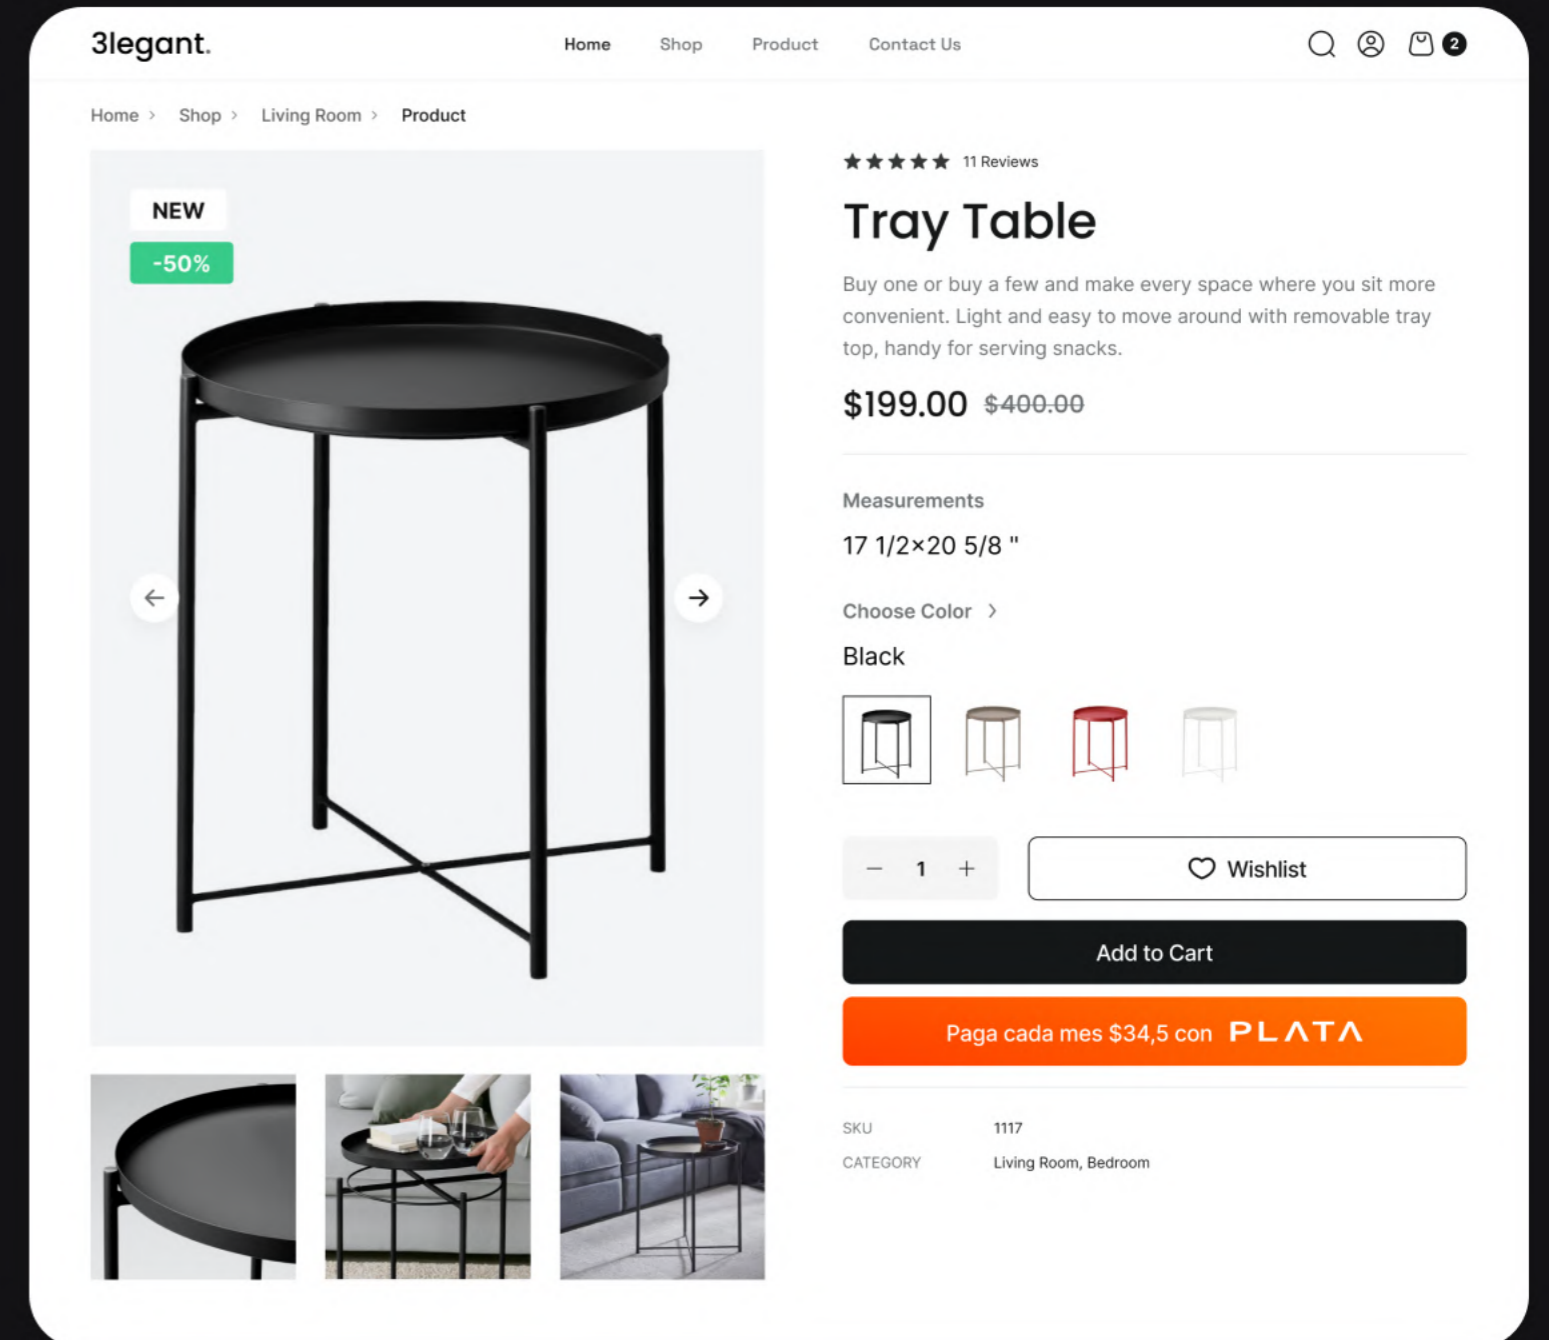 3legant.
Home Shop Product Contact Us 2
Home > Shop > Living Room > Product
NEW
-50%
11 Reviews
Tray Table
Buy one or buy a few and make every space where you sit more
convenient. Light and easy to move around with removable tray
top, handy for serving snacks.
$199.00 $400.00
Measurements
17 1/2×20 5/8 "
Choose Color >
Black
− 1 + Wishlist
Add to Cart
Paga cada mes $34,5 con PLATA
SKU 1117
CATEGORY Living Room, Bedroom